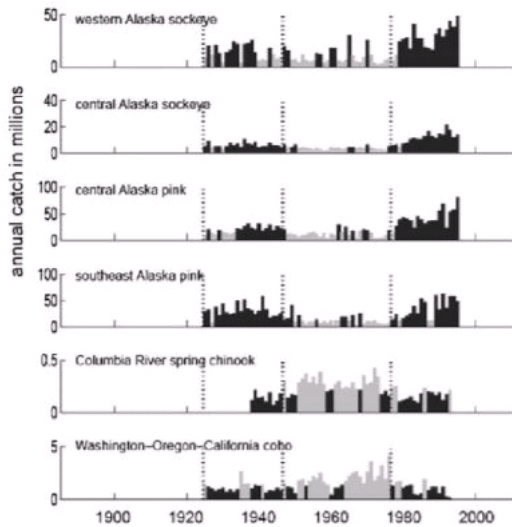 annual catch in millions
western Alaska sockeye
50
0
central Alaska sockeye
40
20
0
central Alaska pink
100
50
0
southeast Alaska pink
100
50
0
Columbia River spring chinook
0.5
0
Washington–Oregon–California coho
5
0
1900 1920 1940 1960 1980 2000